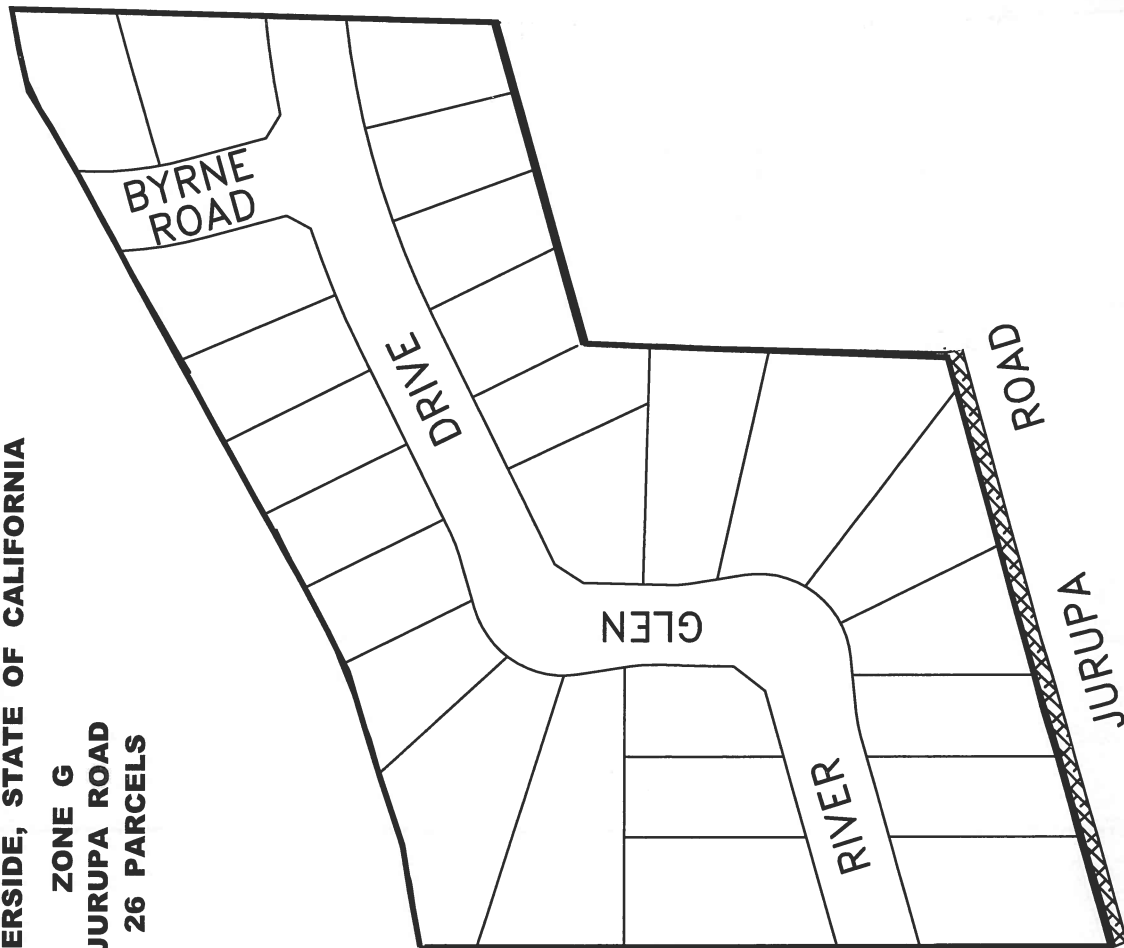 ERSIDE, STATE OF CALIFORNIA
ZONE G
JURUPA ROAD
26 PARCELS
BYRNE
ROAD
DRIVE
GLEN
RIVER
JURUPA
ROAD